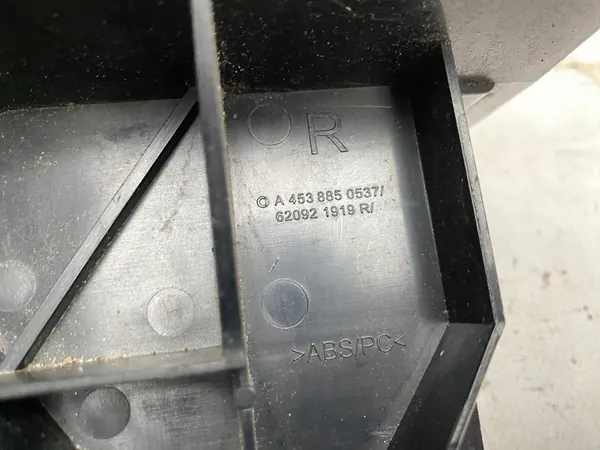 R
A 453 885 0537/
62092 1919 R/
>ABS/PC<